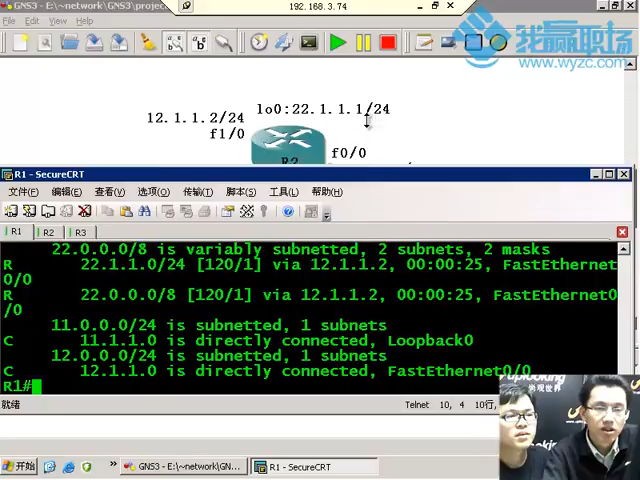 GNS3 - E:\~network\GNS3\project
192.168.3.74
File Edit View
我赢职场
www.wyzc.com
lo0:22.1.1.1/24
12.1.1.2/24
f1/0
f0/0
R2
R1 - SecureCRT
文件(F) 编辑(E) 查看(V) 选项(O) 传输(T) 脚本(S) 工具(L) 帮助(H)
R1 R2 R3
22.0.0.0/8 is variably subnetted, 2 subnets, 2 masks
R 22.1.1.0/24 [120/1] via 12.1.1.2, 00:00:25, FastEthernet
0/0
R 22.0.0.0/8 [120/1] via 12.1.1.2, 00:00:25, FastEthernet0
/0
11.0.0.0/24 is subnetted, 1 subnets
C 11.1.1.0 is directly connected, Loopback0
12.0.0.0/24 is subnetted, 1 subnets
C 12.1.1.0 is directly connected, FastEthernet0/0
R1#
就绪 Telnet 10, 4 10行,
开始 GNS3 - E:\~network\GN... R1 - SecureCRT